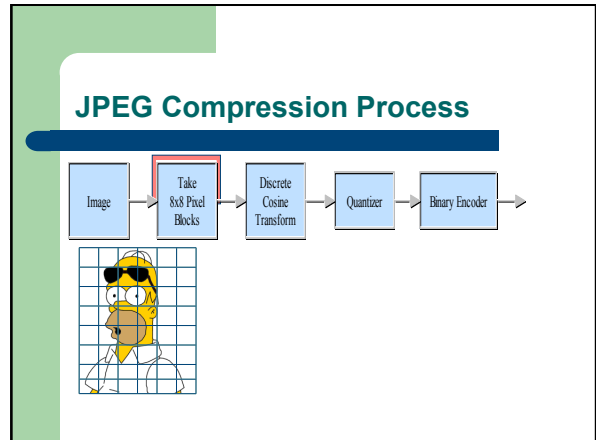 JPEG Compression Process
Image
Take
8x8 Pixel
Blocks
Discrete
Cosine
Transform
Quantizer
Binary Encoder